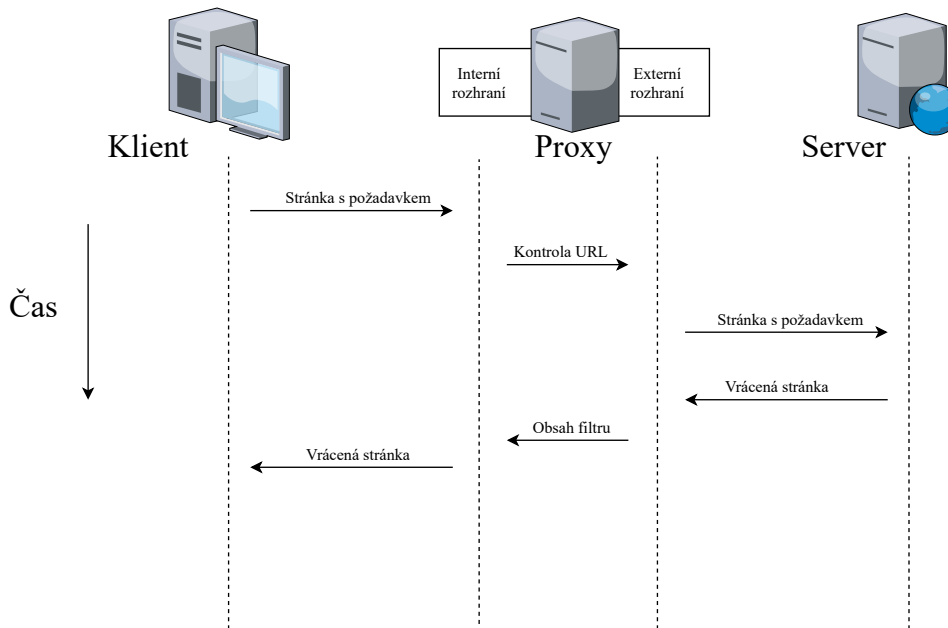 Interní
rozhraní
Externí
rozhraní
Klient
Proxy
Server
Stránka s požadavkem
Kontrola URL
Čas
Stránka s požadavkem
Vrácená stránka
Obsah filtru
Vrácená stránka